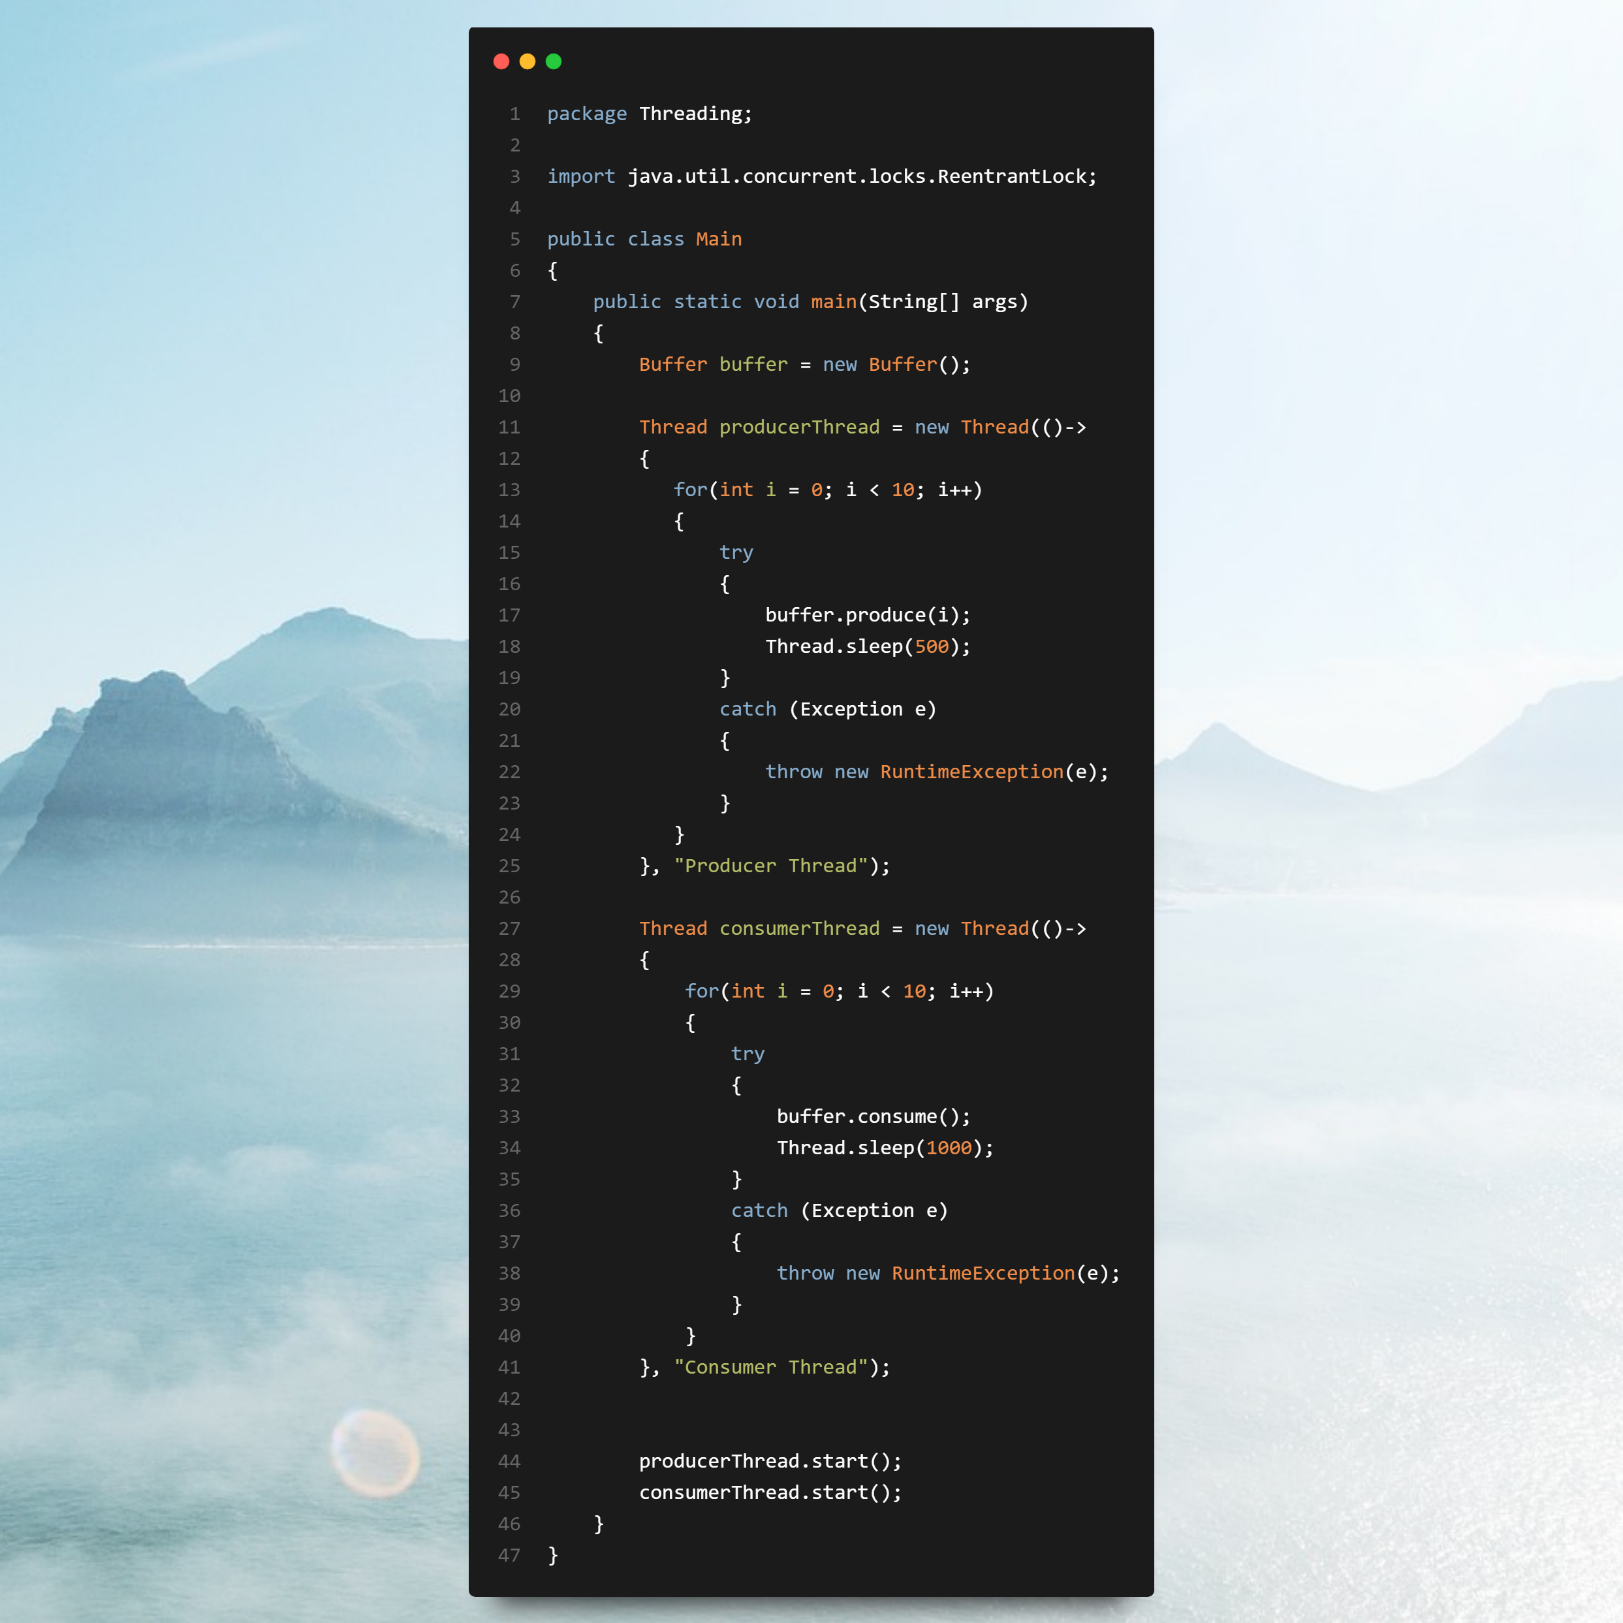 1 package Threading;
2
3 import java.util.concurrent.locks.ReentrantLock;
4
5 public class Main
6 {
7     public static void main(String[] args)
8     {
9         Buffer buffer = new Buffer();
10
11         Thread producerThread = new Thread(()->
12         {
13            for(int i = 0; i < 10; i++)
14            {
15                try
16                {
17                    buffer.produce(i);
18                    Thread.sleep(500);
19                }
20                catch (Exception e)
21                {
22                    throw new RuntimeException(e);
23                }
24            }
25         }, "Producer Thread");
26
27         Thread consumerThread = new Thread(()->
28         {
29             for(int i = 0; i < 10; i++)
30             {
31                 try
32                 {
33                     buffer.consume();
34                     Thread.sleep(1000);
35                 }
36                 catch (Exception e)
37                 {
38                     throw new RuntimeException(e);
39                 }
40             }
41         }, "Consumer Thread");
42
43
44         producerThread.start();
45         consumerThread.start();
46     }
47 }